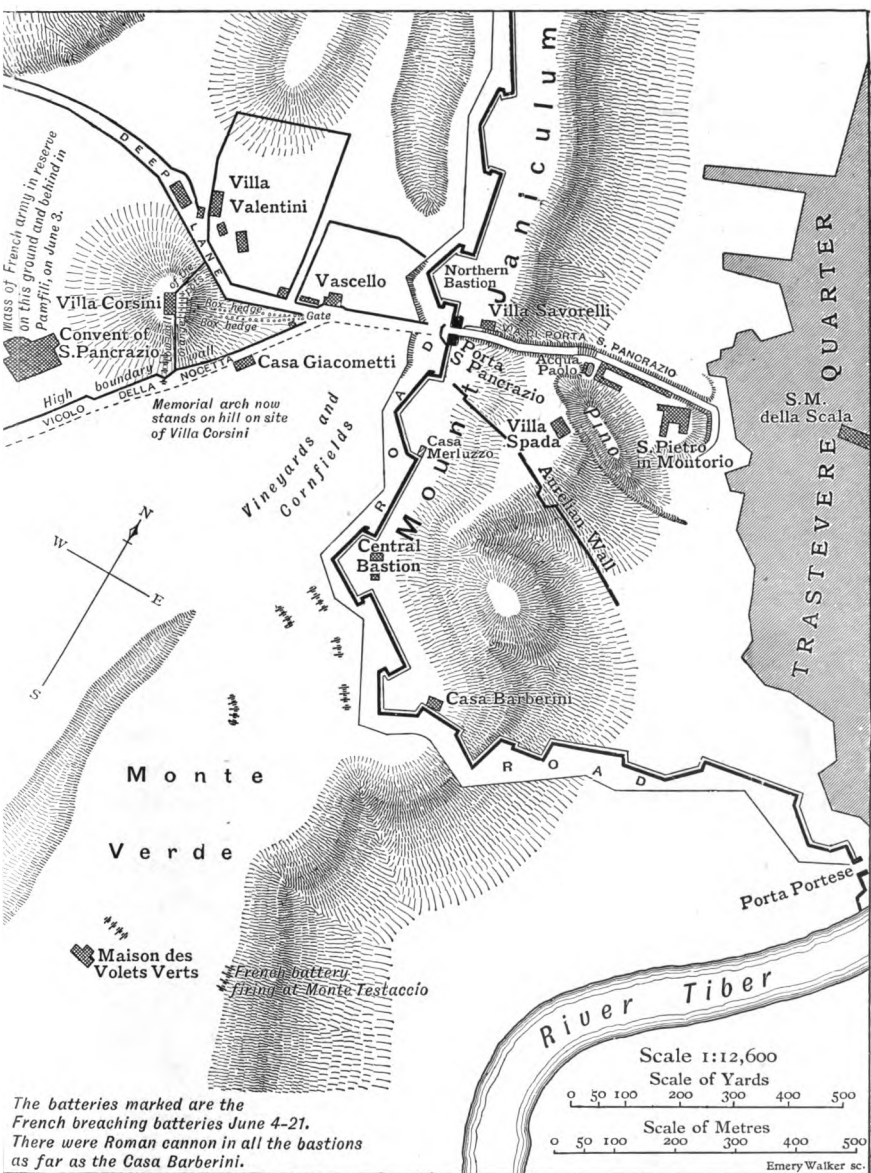 Mass of French army in reserve
on this ground and behind in
Pamfili, on June 3.
DEEP LANE
Villa
Valentini
Vascello
Northern
Bastion
Mount Janiculum
Villa Corsini
Convent of
S. Pancrazio
Box hedge
Box hedge
Gate
High boundary wall
VICOLO DELLA NOCETTA
Casa Giacometti
Memorial arch now
stands on hill on site
of Villa Corsini
Villa Savorelli
VIA DI PORTA S. PANCRAZIO
Porta
S. Pancrazio
Acqua
Paolo
Pino
S. Pietro
in Montorio
Villa
Spada
Aurelian Wall
S.M.
della Scala
TRASTEVERE QUARTER
ROAD
Vineyards and
Cornfields
Casa
Merluzzo
Central
Bastion
N
W
E
S
Casa Barberini
ROAD
Monte
Verde
Porta Portese
Maison des
Volets Verts
French battery
firing at Monte Testaccio
River Tiber
Scale 1:12,600
Scale of Yards
0 50 100 200 300 400 500
Scale of Metres
0 50 100 200 300 400 500
The batteries marked are the
French breaching batteries June 4-21.
There were Roman cannon in all the bastions
as far as the Casa Barberini.
Emery Walker sc.